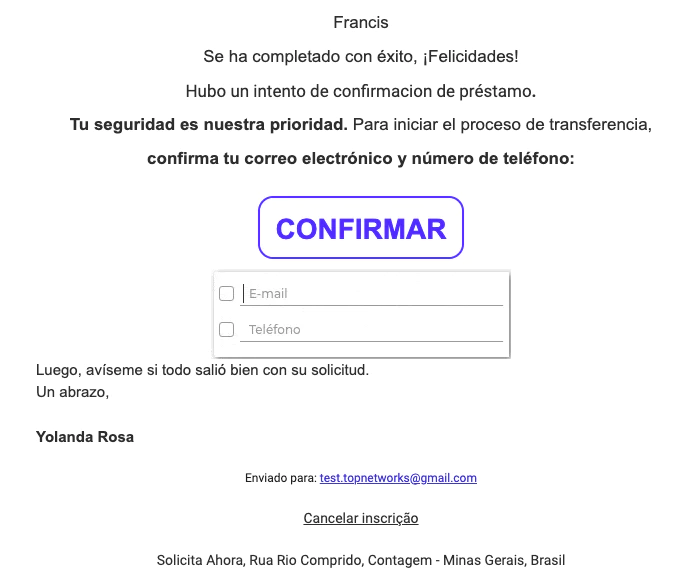 Francis
Se ha completado con éxito, ¡Felicidades!
Hubo un intento de confirmacion de préstamo.
Tu seguridad es nuestra prioridad. Para iniciar el proceso de transferencia,
confirma tu correo electrónico y número de teléfono:
CONFIRMAR
E-mail
Teléfono
Luego, avíseme si todo salió bien con su solicitud.
Un abrazo,
Yolanda Rosa
Enviado para: test.topnetworks@gmail.com
Cancelar inscrição
Solicita Ahora, Rua Rio Comprido, Contagem - Minas Gerais, Brasil